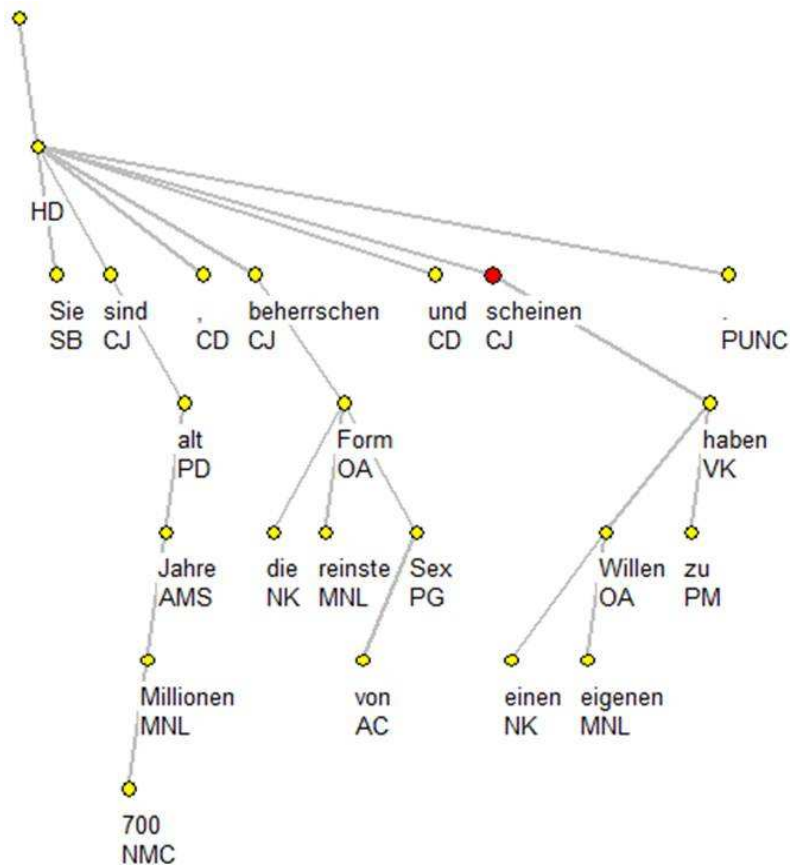 HD
Sie sind , beherrschen und scheinen .
SB CJ CD CJ CD CJ PUNC
alt Form haben
PD OA VK
Jahre die reinste Sex Willen zu
AMS NK MNL PG OA PM
Millionen von einen eigenen
MNL AC NK MNL
700
NMC